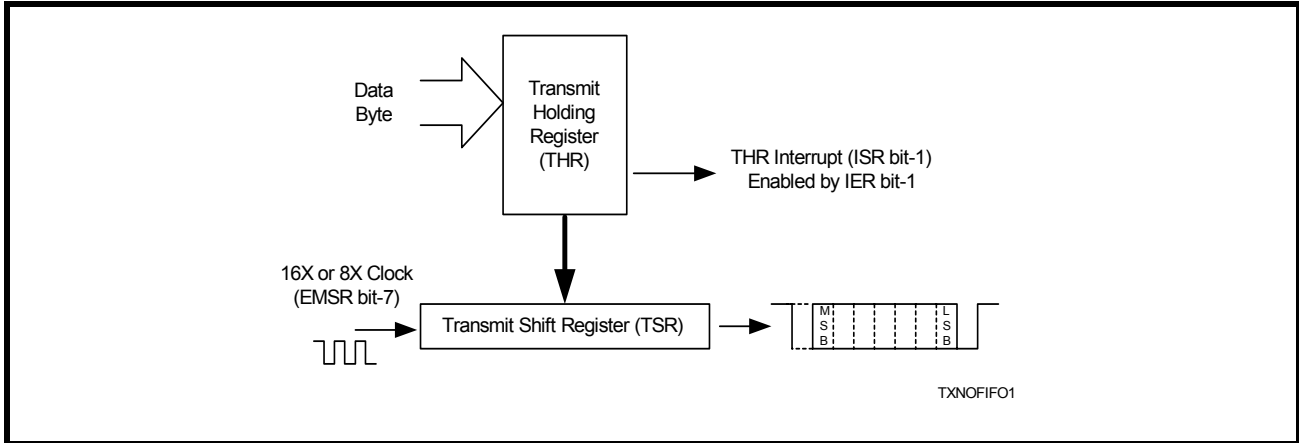 Data
Byte
Transmit
Holding
Register
(THR)
THR Interrupt (ISR bit-1)
Enabled by IER bit-1
16X or 8X Clock
(EMSR bit-7)
Transmit Shift Register (TSR)
M
S
B
L
S
B
TXNOFIFO1